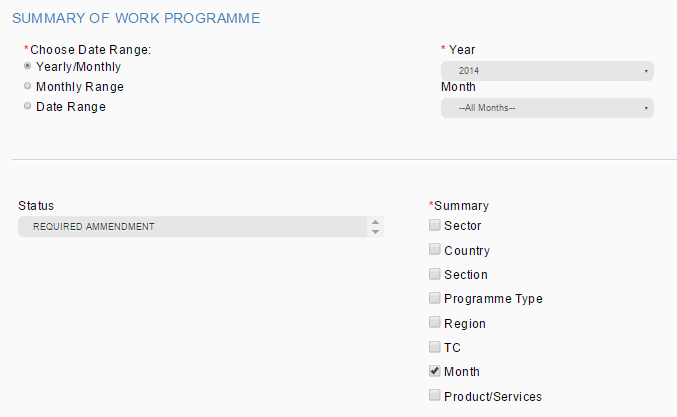 SUMMARY OF WORK PROGRAMME
*Choose Date Range:
Yearly/Monthly
Monthly Range
Date Range
* Year
2014
Month
--All Months--
Status
REQUIRED AMMENDMENT
*Summary
Sector
Country
Section
Programme Type
Region
TC
Month
Product/Services